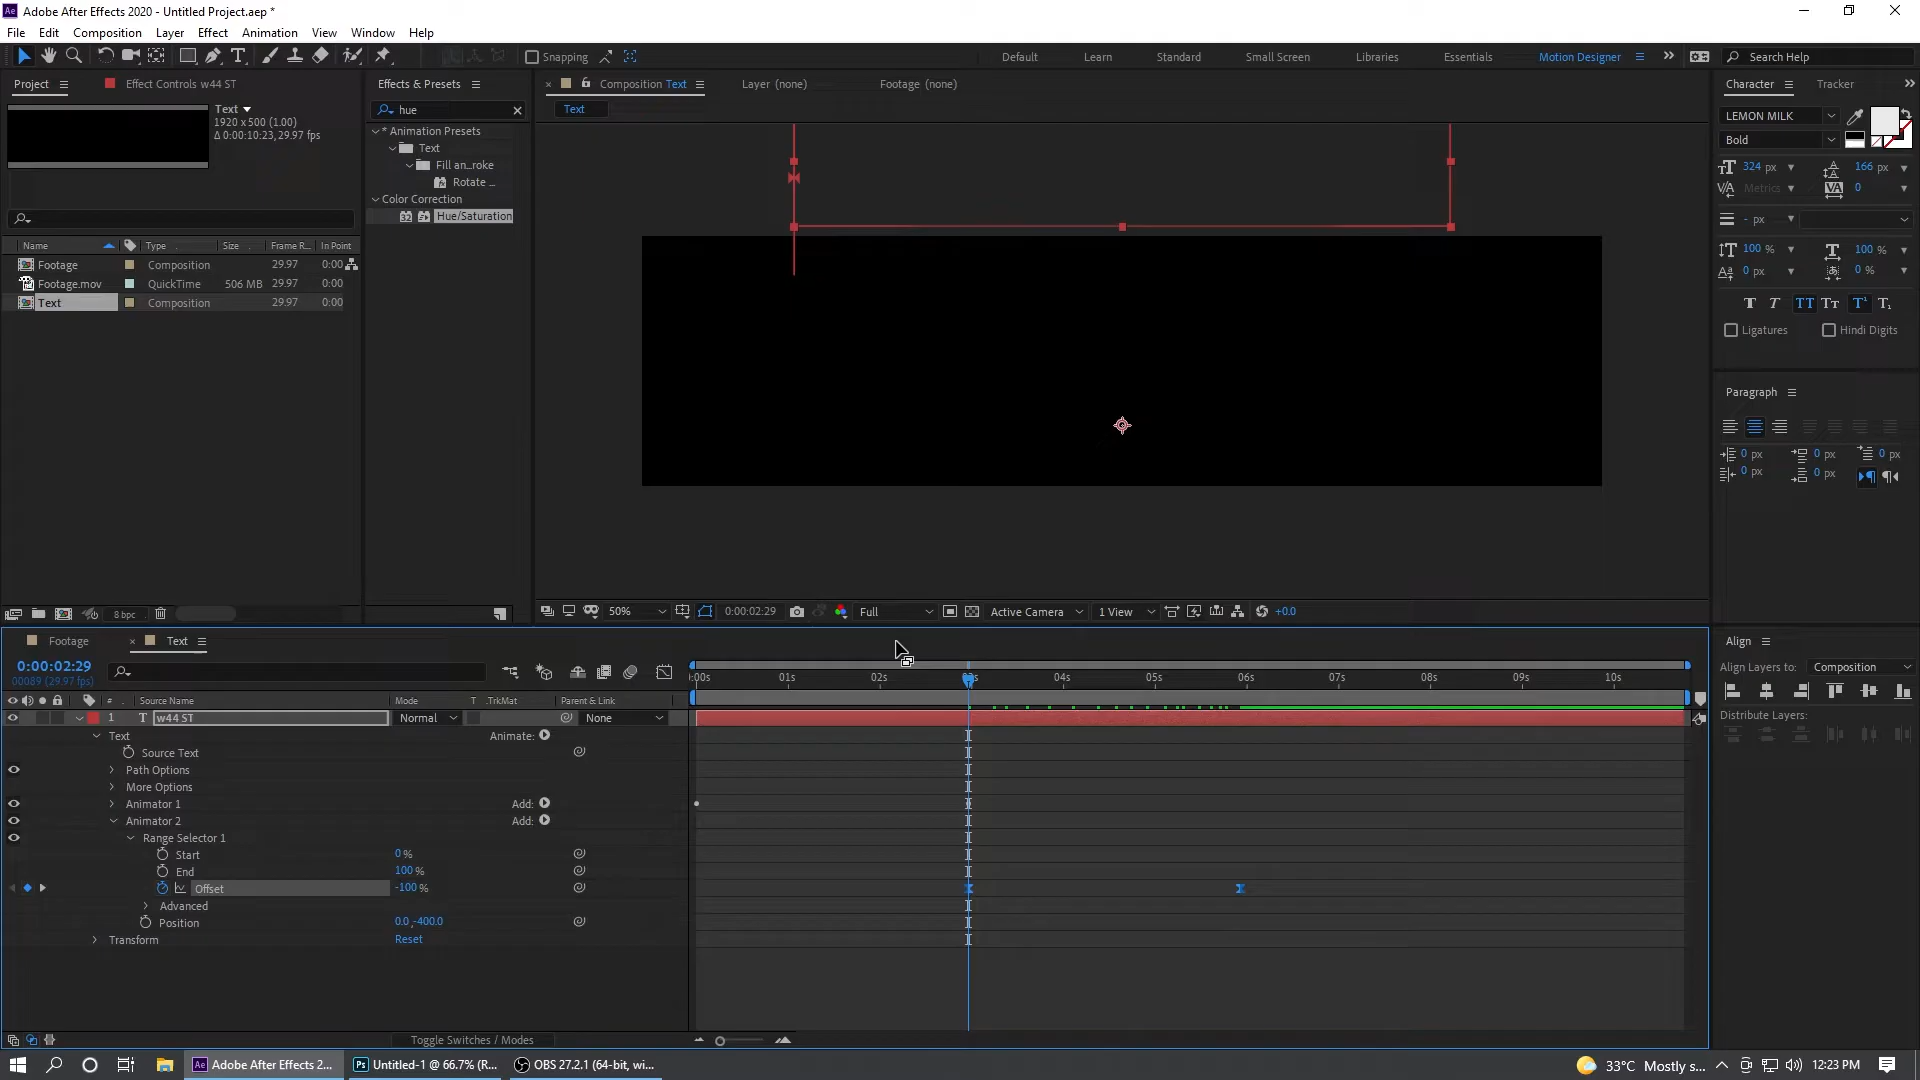 Adobe After Effects 2020 - Untitled Project.aep *
File Edit Composition Layer Effect Animation View Window Help
Snapping
Default Learn Standard Small Screen Libraries Essentials Motion Designer
Search Help
Project
Effect Controls w44 ST
Text
1920 x 500 (1.00)
Δ 0:00:10:23, 29.97 fps
Name Type Size Frame R... In Point
Footage Composition 29.97 0:00
Footage.mov QuickTime 506 MB 29.97 0:00
Text Composition 29.97 0:00
8 bpc
Effects & Presets
hue
* Animation Presets
Text
Fill an...roke
Rotate ...
Color Correction
Hue/Saturation
Composition Text
Layer (none)
Footage (none)
Text
50%
0:00:02:29
Full
Active Camera
1 View
+0.0
Character
Tracker
LEMON MILK
Bold
324 px 166 px
Metrics 0
- px
100 % 100 %
0 px 0 %
Ligatures Hindi Digits
Paragraph
0 px 0 px 0 px
0 px 0 px
Footage
Text
0:00:02:29
00089 (29.97 fps)
:00s 01s 02s 04s 05s 06s 07s 08s 09s 10s
# Source Name Mode T .TrkMat Parent & Link
1 T w44 ST Normal None
Text Animate:
Source Text
Path Options
More Options
Animator 1 Add:
Animator 2 Add:
Range Selector 1
Start 0%
End 100%
Offset -100%
Advanced
Position 0.0,-400.0
Transform Reset
Toggle Switches / Modes
Align
Align Layers to: Composition
Distribute Layers:
Adobe After Effects 2...
Untitled-1 @ 66.7% (R...
OBS 27.2.1 (64-bit, wi...
33°C Mostly s...
12:23 PM